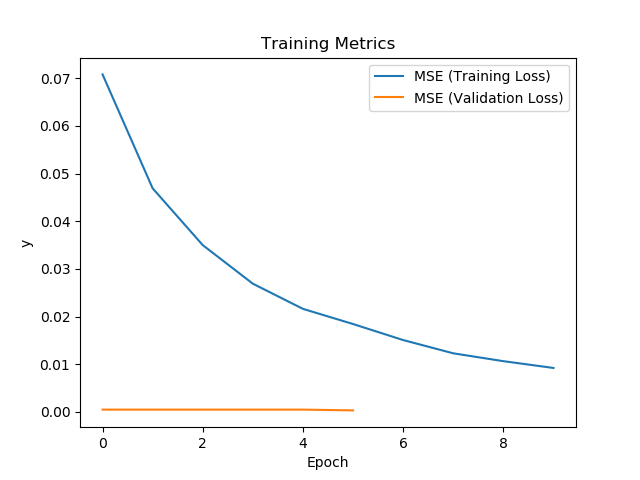 Training Metrics
MSE (Training Loss)
MSE (Validation Loss)
0.07
0.06
0.05
0.04
0.03
0.02
0.01
0.00
y
0 2 4 6 8
Epoch